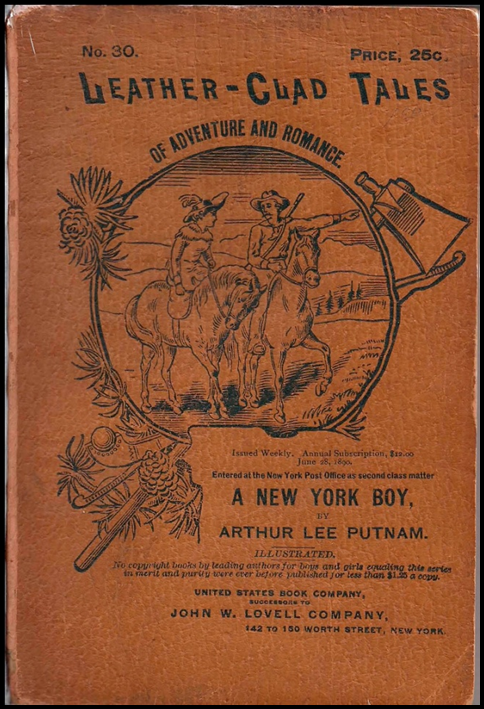 No. 30.
PRICE, 25C.
LEATHER-CLAD TALES
OF ADVENTURE AND ROMANCE.
Issued Weekly. Annual Subscription, $12.00
June 28, 1890.
Entered at the New York Post Office as second class matter
A NEW YORK BOY,
BY
ARTHUR LEE PUTNAM.
ILLUSTRATED.
No copyright books by leading authors for boys and girls equaling this series
in merit and purity were ever before published for less than $1.25 a copy.
UNITED STATES BOOK COMPANY,
SUCCESSORS TO
JOHN W. LOVELL COMPANY,
142 TO 150 WORTH STREET, NEW YORK.